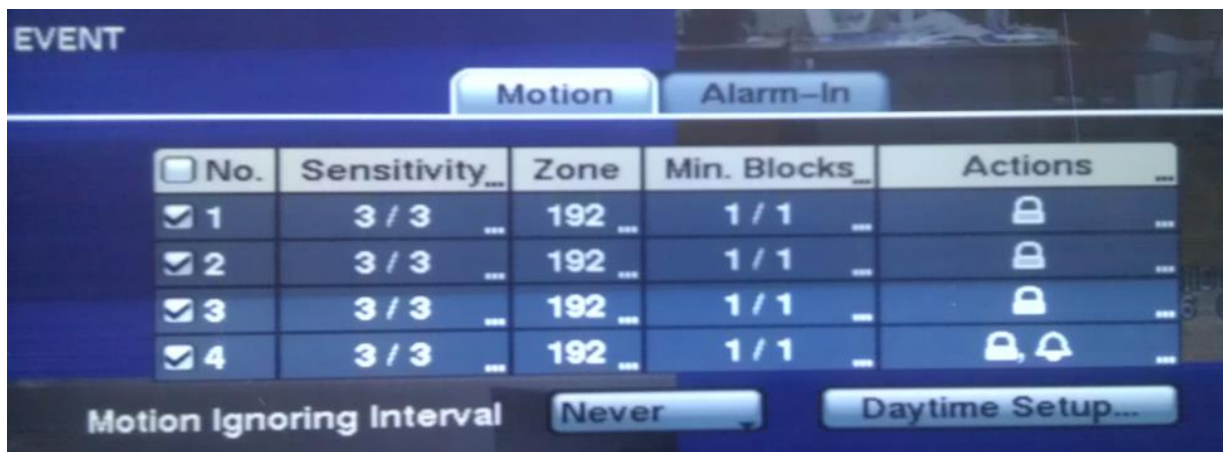 EVENT
Motion Alarm-In
No. Sensitivity... Zone Min. Blocks... Actions ...
1 3 / 3 ... 192 ... 1 / 1 ... ...
2 3 / 3 ... 192 ... 1 / 1 ... ...
3 3 / 3 ... 192 ... 1 / 1 ... ...
4 3 / 3 ... 192 ... 1 / 1 ... , ...
Motion Ignoring Interval Never Daytime Setup...